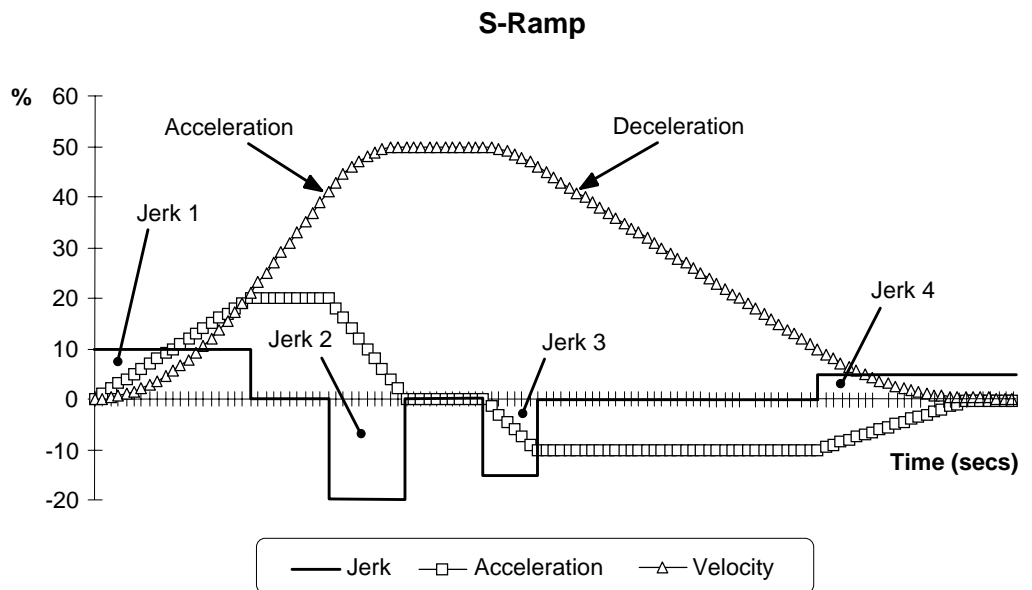 S-Ramp
%
60
Acceleration
Deceleration
50
40
Jerk 1
30
20
Jerk 4
Jerk 2
Jerk 3
10
0
-10
Time (secs)
-20
Jerk
Acceleration
Velocity